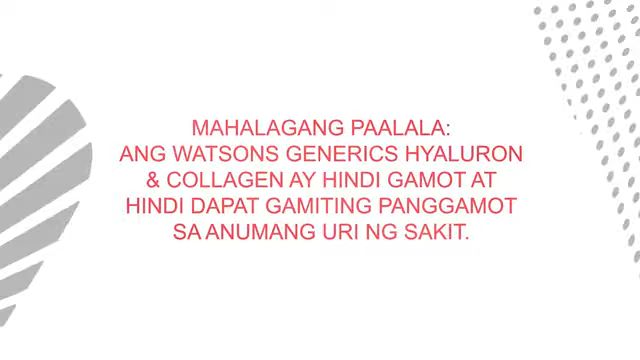 MAHALAGANG PAALALA:
ANG WATSONS GENERICS HYALURON
& COLLAGEN AY HINDI GAMOT AT
HINDI DAPAT GAMITING PANGGAMOT
SA ANUMANG URI NG SAKIT.